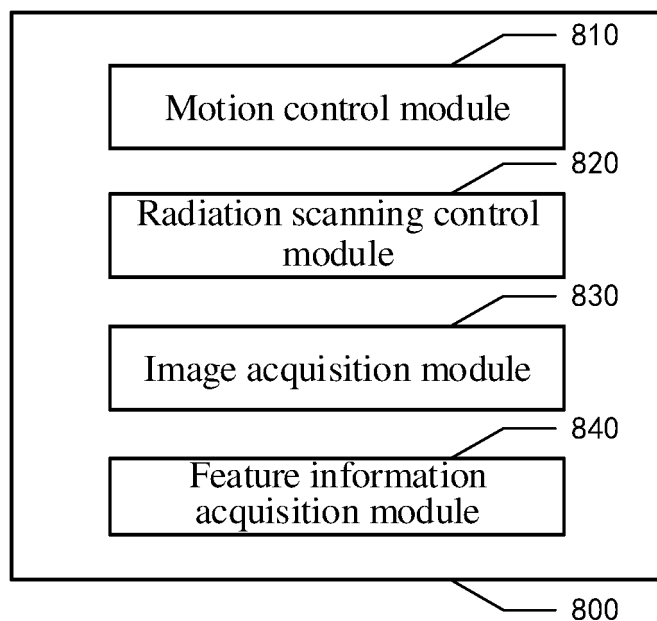 810
Motion control module
820
Radiation scanning control
module
830
Image acquisition module
840
Feature information
acquisition module
800